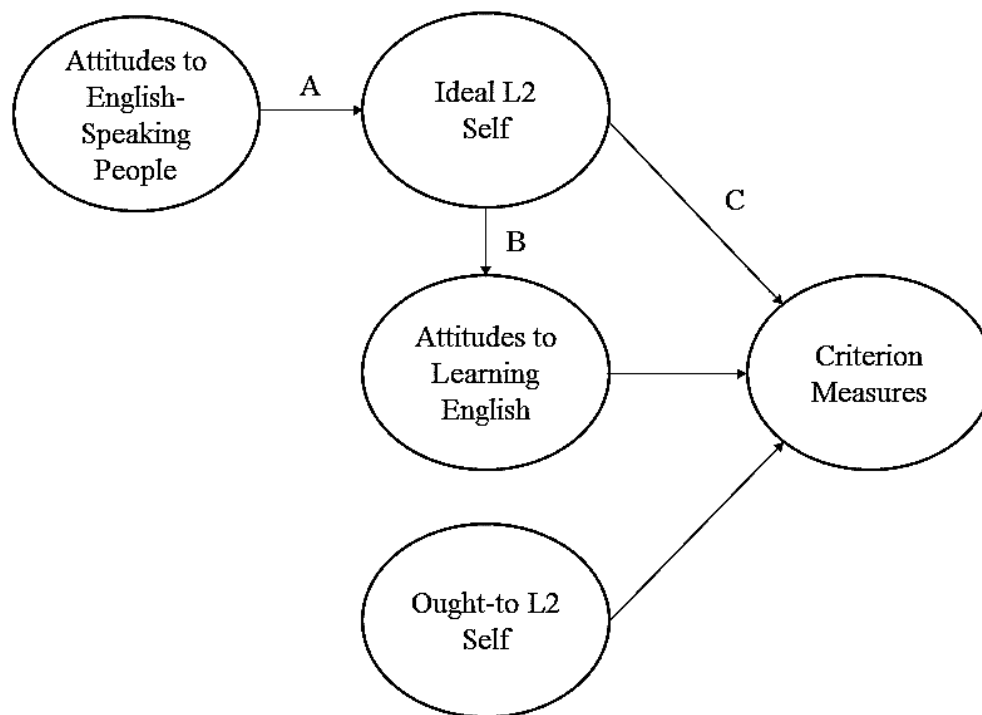 Attitudes to
English-
Speaking
People
A
Ideal L2
Self
C
B
Attitudes to
Learning
English
Criterion
Measures
Ought-to L2
Self